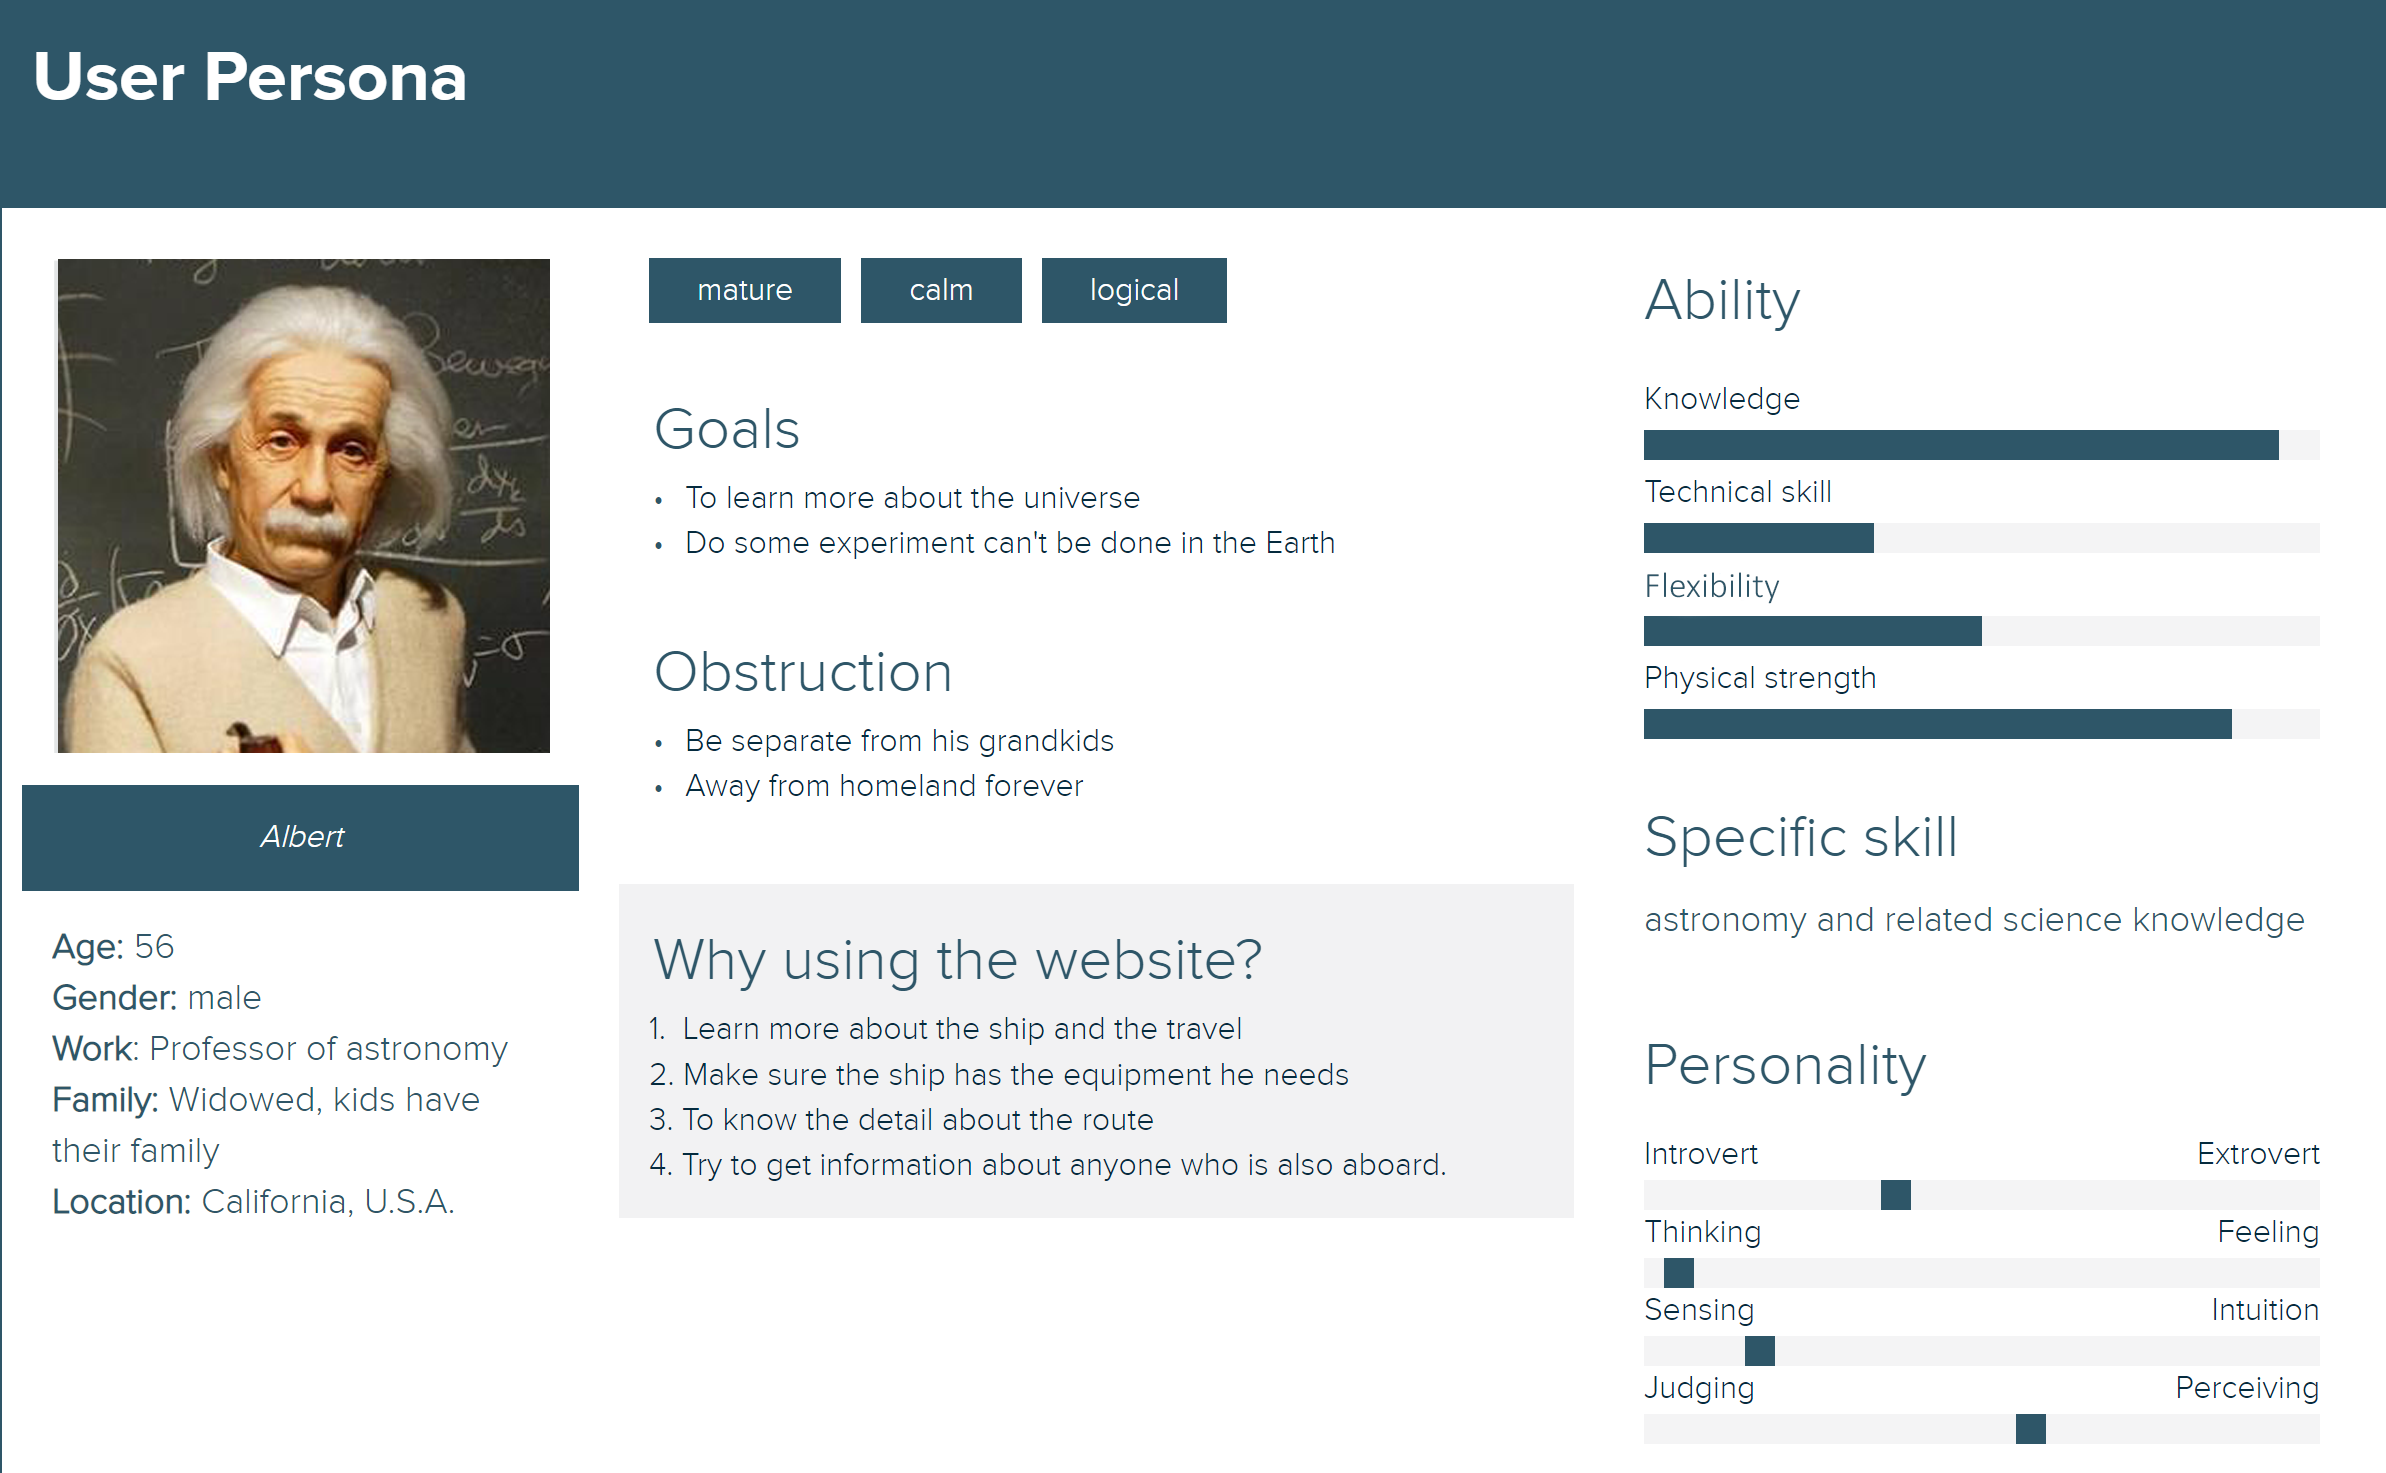 User Persona
Albert
Age: 56
Gender: male
Work: Professor of astronomy
Family: Widowed, kids have
their family
Location: California, U.S.A.
mature
calm
logical
Goals
• To learn more about the universe
• Do some experiment can't be done in the Earth
Obstruction
• Be separate from his grandkids
• Away from homeland forever
Why using the website?
1. Learn more about the ship and the travel
2. Make sure the ship has the equipment he needs
3. To know the detail about the route
4. Try to get information about anyone who is also aboard.
Ability
Knowledge
Technical skill
Flexibility
Physical strength
Specific skill
astronomy and related science knowledge
Personality
Introvert Extrovert
Thinking Feeling
Sensing Intuition
Judging Perceiving